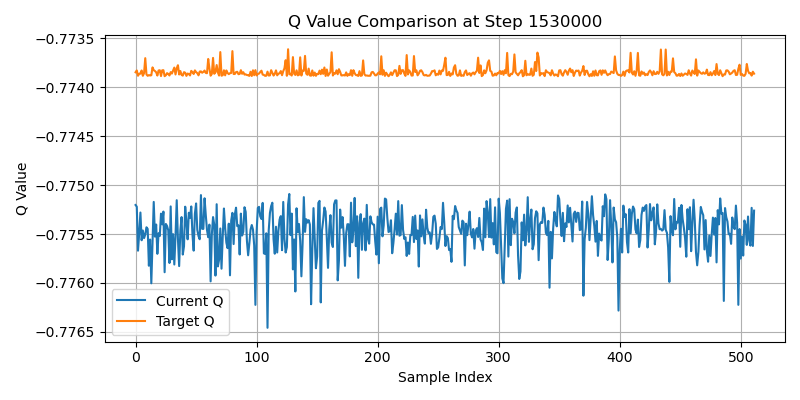 Q Value Comparison at Step 1530000
Q Value
−0.7735
−0.7740
−0.7745
−0.7750
−0.7755
−0.7760
−0.7765
Current Q
Target Q
0 100 200 300 400 500
Sample Index